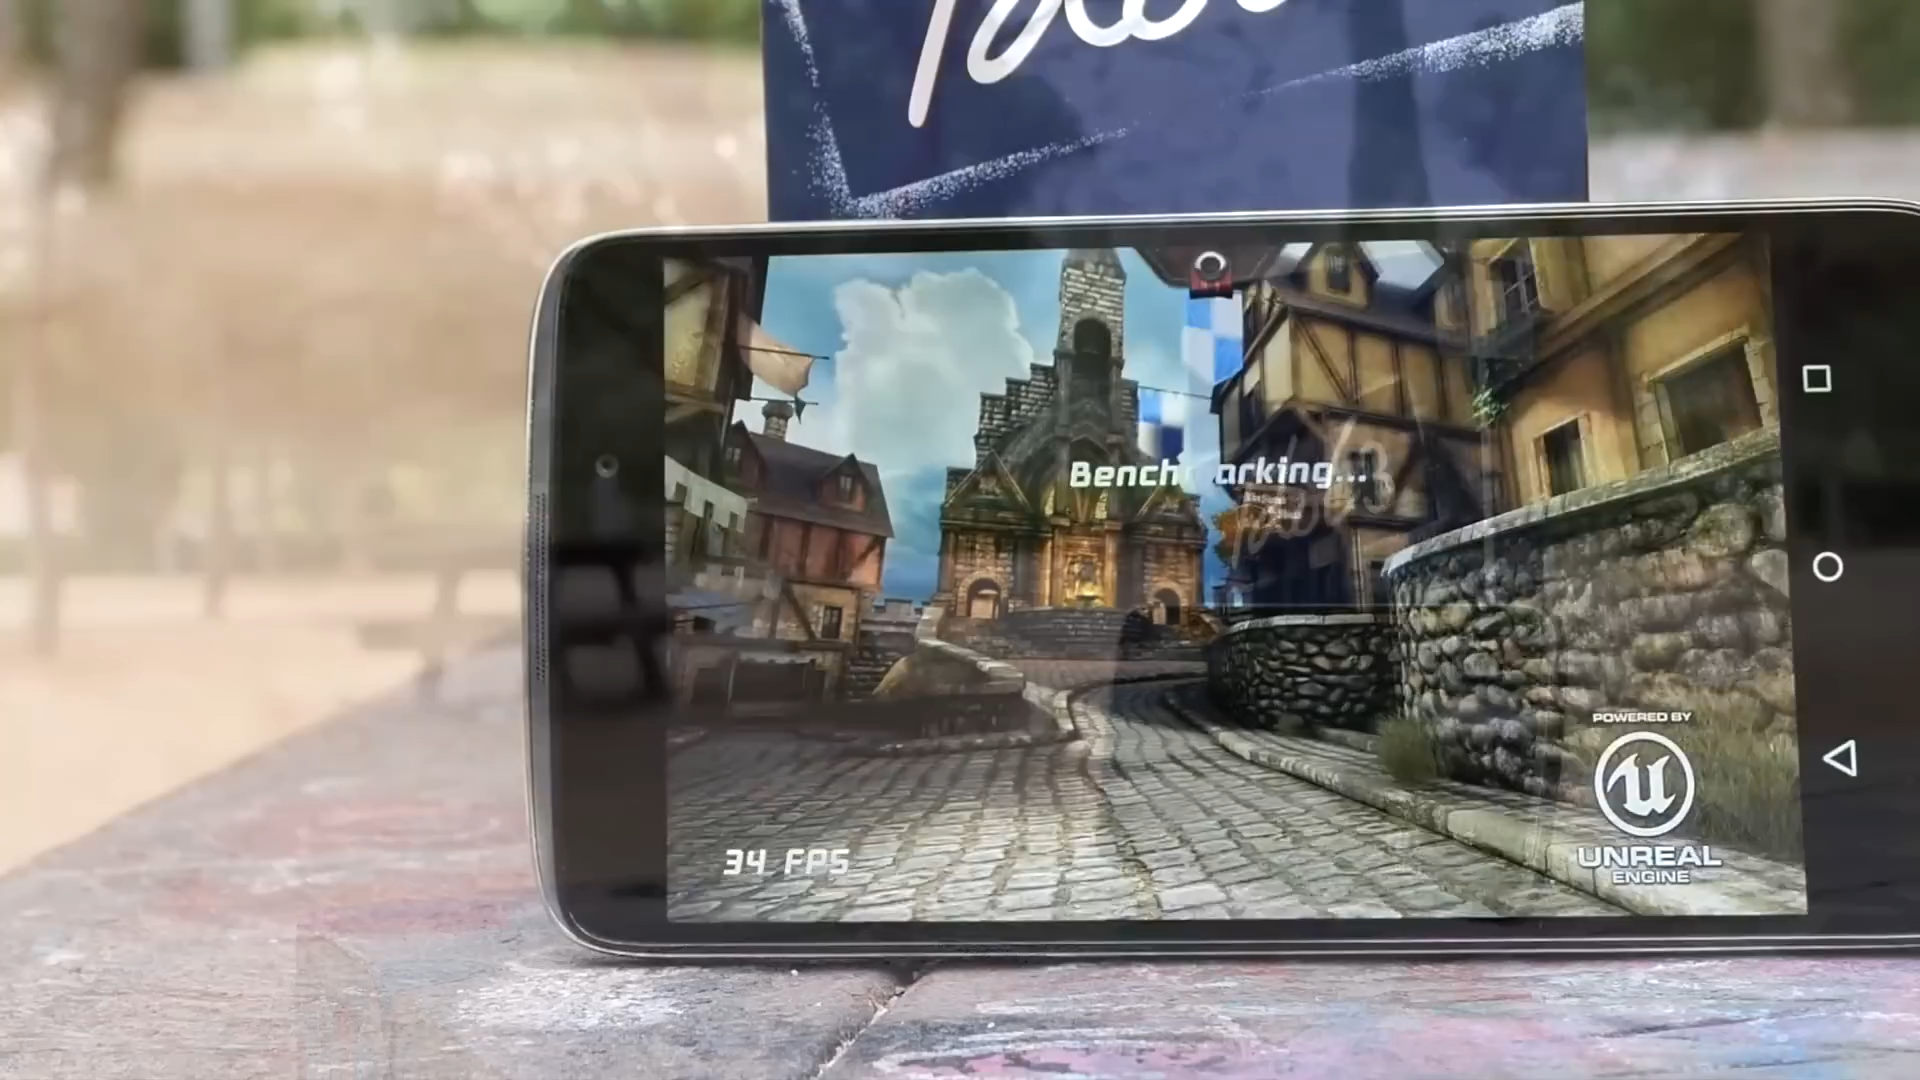 Benchmarking...
POWERED BY
UNREAL
ENGINE
34 FPS